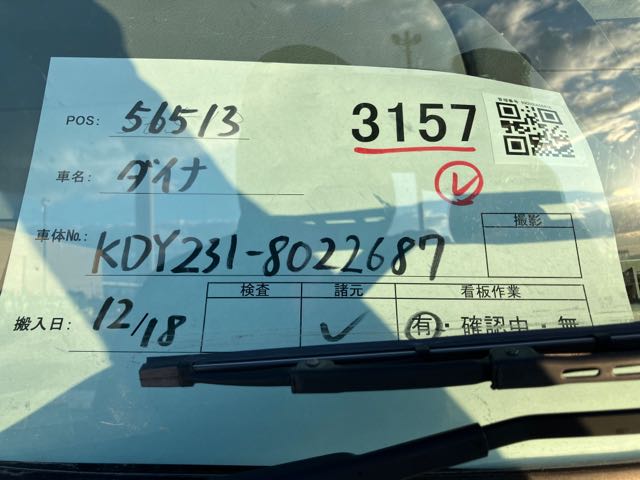 POS: 56513
3157
車名: ダイナ
車体No.: KDY231-8022687
撮影
検査 諸元 看板作業
搬入日: 12/18
有・確認中・無